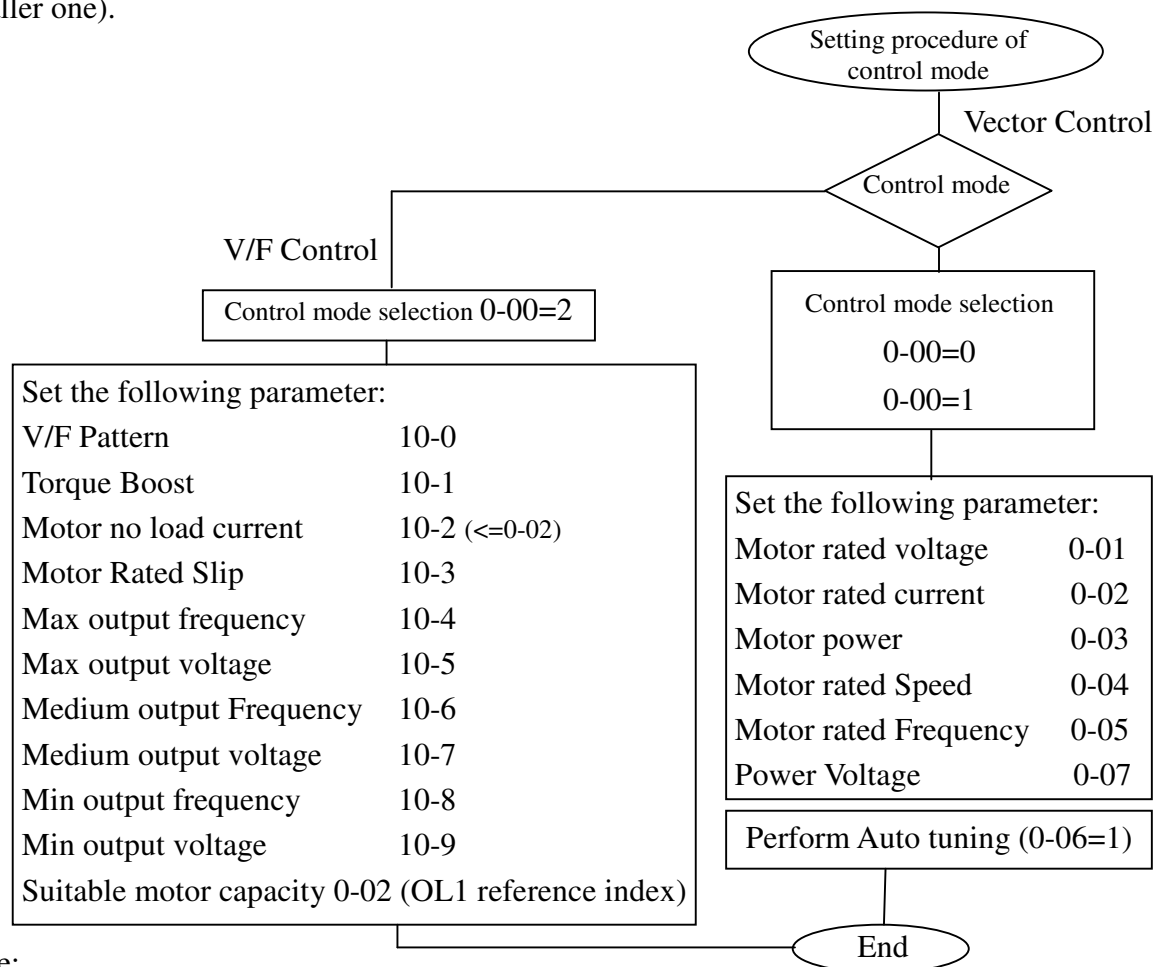 ller one).
Setting procedure of
control mode
Vector Control
Control mode
V/F Control
Control mode selection 0-00=2
Set the following parameter:
V/F Pattern 10-0
Torque Boost 10-1
Motor no load current 10-2 (<=0-02)
Motor Rated Slip 10-3
Max output frequency 10-4
Max output voltage 10-5
Medium output Frequency 10-6
Medium output voltage 10-7
Min output frequency 10-8
Min output voltage 10-9
Suitable motor capacity 0-02 (OL1 reference index)
Control mode selection
0-00=0
0-00=1
Set the following parameter:
Motor rated voltage 0-01
Motor rated current 0-02
Motor power 0-03
Motor rated Speed 0-04
Motor rated Frequency 0-05
Power Voltage 0-07
Perform Auto tuning (0-06=1)
End
e: